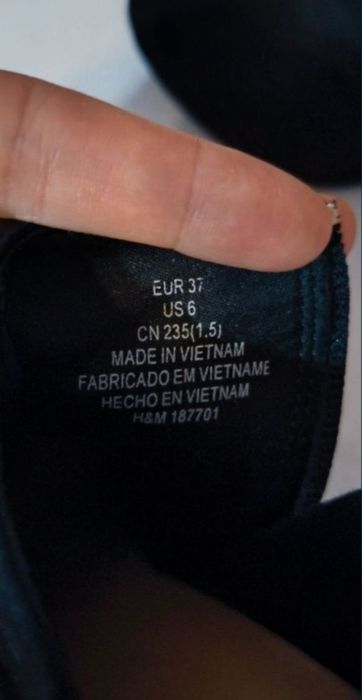 EUR 37
US 6
CN 235(1.5)
MADE IN VIETNAM
FABRICADO EM VIETNAME
HECHO EN VIETNAM
H&M 187701